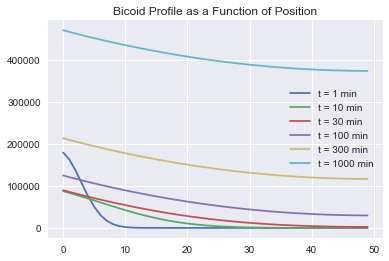 Bicoid Profile as a Function of Position
400000
300000
200000
100000
0
t = 1 min
t = 10 min
t = 30 min
t = 100 min
t = 300 min
t = 1000 min
0
10
20
30
40
50